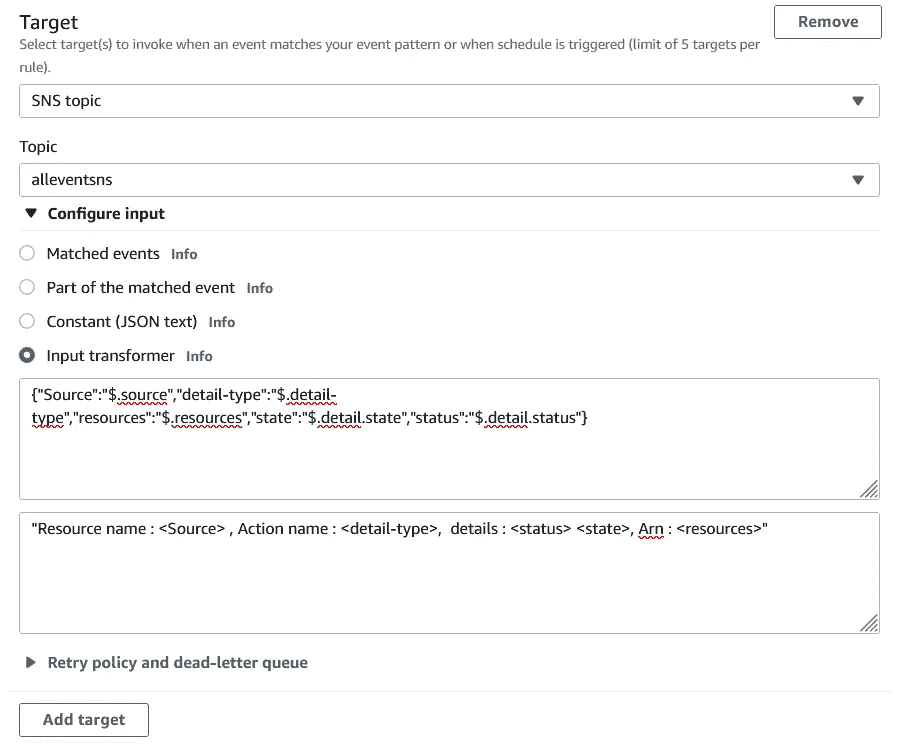 Target
Remove
Select target(s) to invoke when an event matches your event pattern or when schedule is triggered (limit of 5 targets per
rule).
SNS topic
Topic
alleventsns
Configure input
Matched events Info
Part of the matched event Info
Constant (JSON text) Info
Input transformer Info
{"Source":"$.source","detail-type":"$.detail-
type","resources":"$.resources","state":"$.detail.state","status":"$.detail.status"}
"Resource name : <Source> , Action name : <detail-type>,  details : <status> <state>, Arn : <resources>"
Retry policy and dead-letter queue
Add target